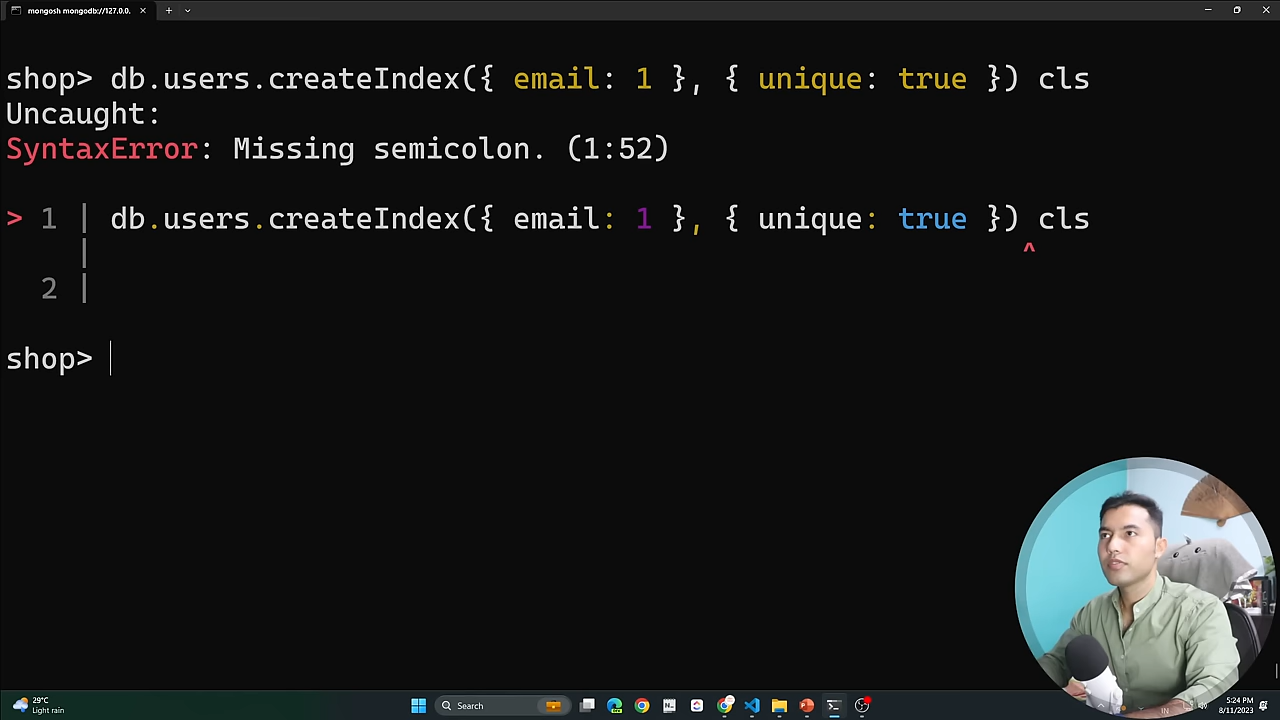 mongosh mongodb://127.0.0.
shop> db.users.createIndex({ email: 1 }, { unique: true }) cls
Uncaught:
SyntaxError: Missing semicolon. (1:52)
> 1 | db.users.createIndex({ email: 1 }, { unique: true }) cls
|
^
2 |
shop>
29°C
Light rain
Search
IN
5:24 PM
8/11/2023